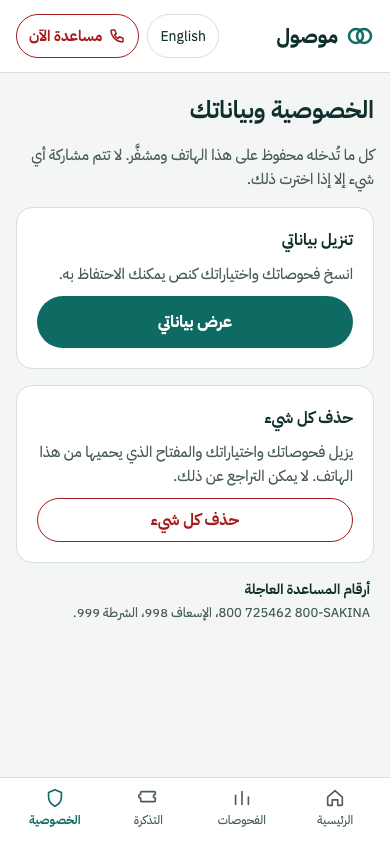 موصول
English
مساعدة الآن
الخصوصية وبياناتك
كل ما تُدخله محفوظ على هذا الهاتف ومشفَّر. لا تتم مشاركة أي
شيء إلا إذا اخترت ذلك.
تنزيل بياناتي
انسخ فحوصاتك واختياراتك كنص يمكنك الاحتفاظ به.
عرض بياناتي
حذف كل شيء
يزيل فحوصاتك واختياراتك والمفتاح الذي يحميها من هذا
الهاتف. لا يمكن التراجع عن ذلك.
حذف كل شيء
أرقام المساعدة العاجلة
800-SAKINA 800 725462، الإسعاف 998، الشرطة 999.
الرئيسية
الفحوصات
التذكرة
الخصوصية